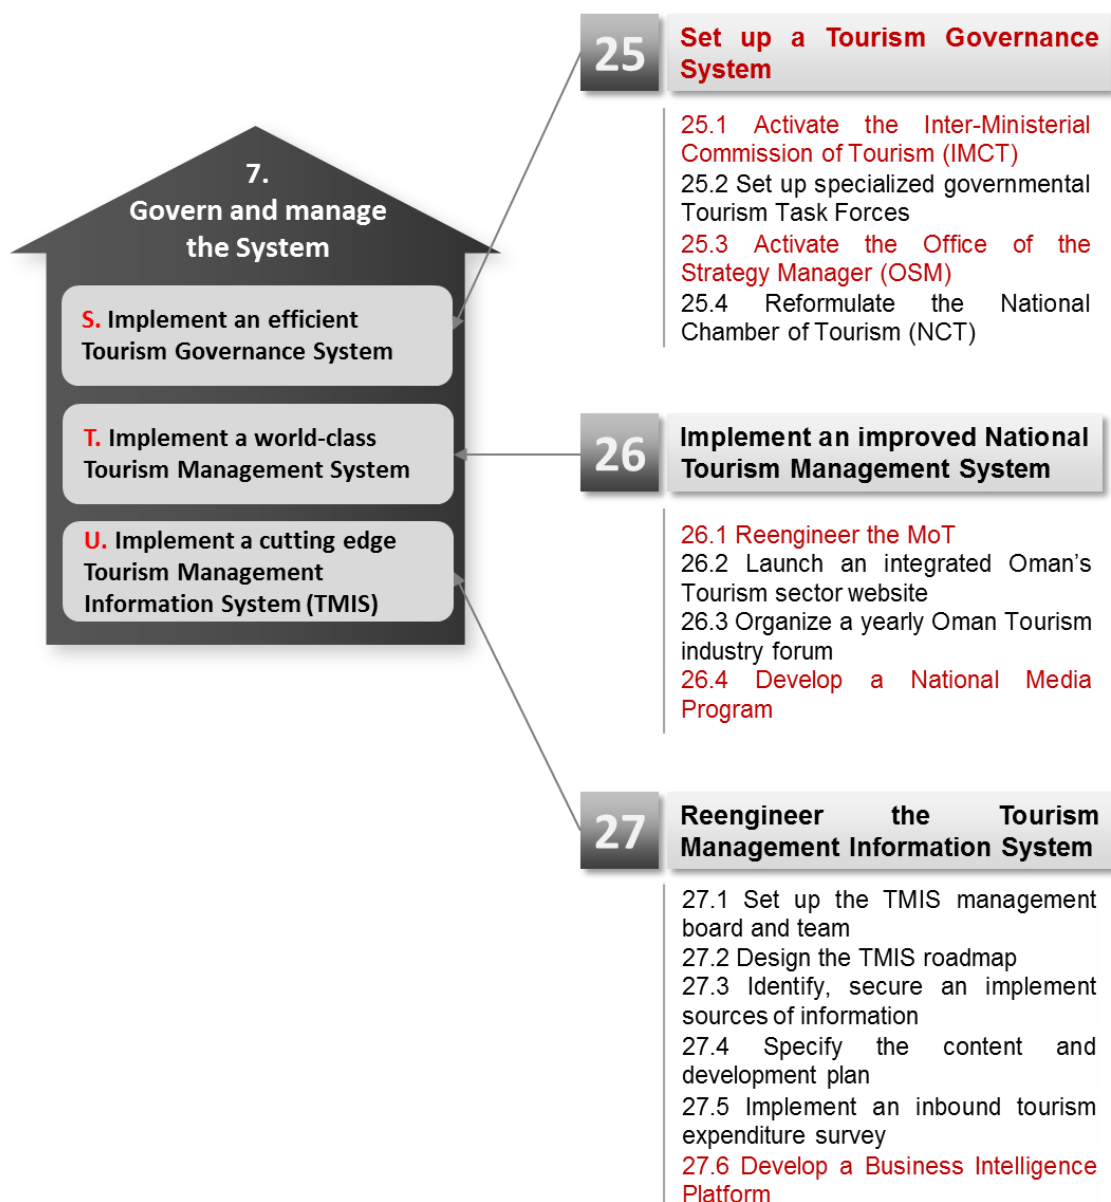 7.
Govern and manage
the System
S. Implement an efficient
Tourism Governance System
T. Implement a world-class
Tourism Management System
U. Implement a cutting edge
Tourism Management
Information System (TMIS)
25
Set up a Tourism Governance
System
25.1 Activate the Inter-Ministerial
Commission of Tourism (IMCT)
25.2 Set up specialized governmental
Tourism Task Forces
25.3 Activate the Office of the
Strategy Manager (OSM)
25.4 Reformulate the National
Chamber of Tourism (NCT)
26
Implement an improved National
Tourism Management System
26.1 Reengineer the MoT
26.2 Launch an integrated Oman's
Tourism sector website
26.3 Organize a yearly Oman Tourism
industry forum
26.4 Develop a National Media
Program
27
Reengineer the Tourism
Management Information System
27.1 Set up the TMIS management
board and team
27.2 Design the TMIS roadmap
27.3 Identify, secure an implement
sources of information
27.4 Specify the content and
development plan
27.5 Implement an inbound tourism
expenditure survey
27.6 Develop a Business Intelligence
Platform